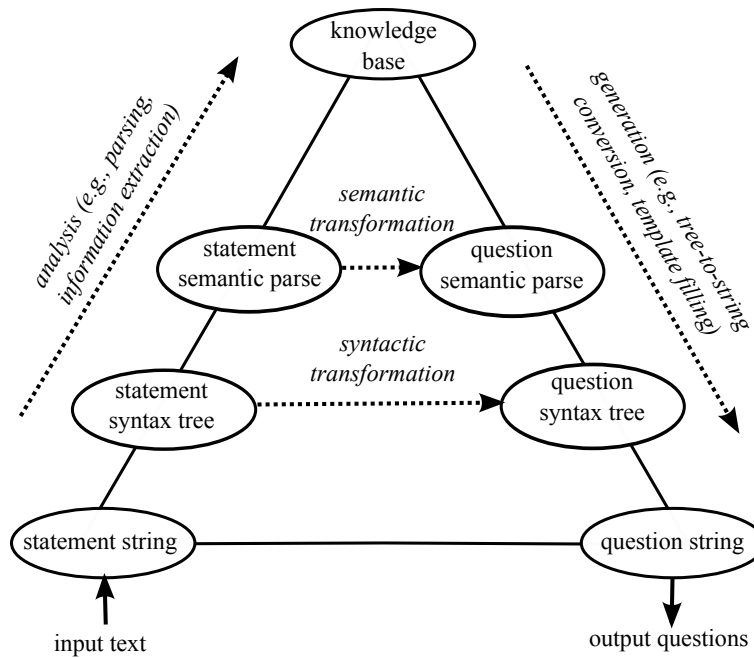 knowledge
base
analysis (e.g., parsing,
information extraction)
generation (e.g., tree-to-string
conversion, template
filling)
semantic
transformation
statement
semantic parse
question
semantic parse
syntactic
transformation
statement
syntax tree
question
syntax tree
statement string
question string
input text
output questions